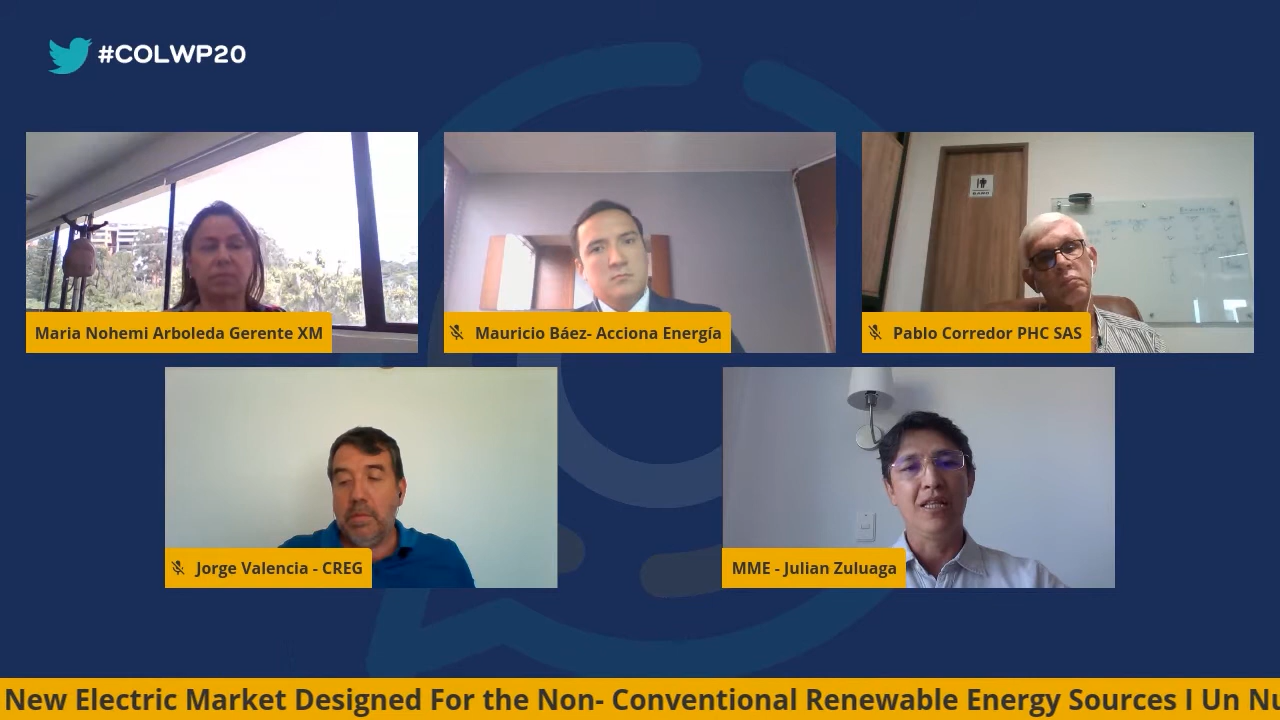 #COLWP20
Maria Nohemi Arboleda Gerente XM
Mauricio Báez- Acciona Energía
Pablo Corredor PHC SAS
Jorge Valencia - CREG
MME - Julian Zuluaga
New Electric Market Designed For the Non- Conventional Renewable Energy Sources I Un Nu